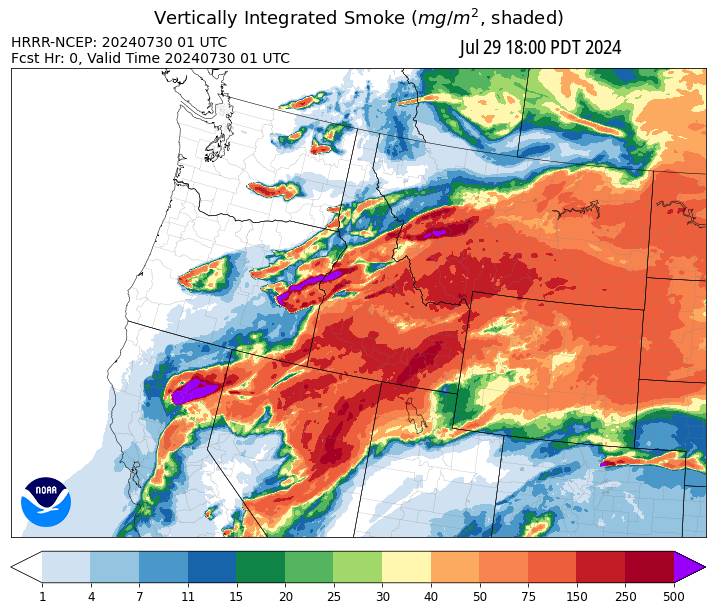 Vertically Integrated Smoke (mg/m², shaded)
HRRR-NCEP: 20240730 01 UTC
Jul 29 18:00 PDT 2024
Fcst Hr: 0, Valid Time 20240730 01 UTC
NOAA
1 4 7 11 15 20 25 30 40 50 75 150 250 500